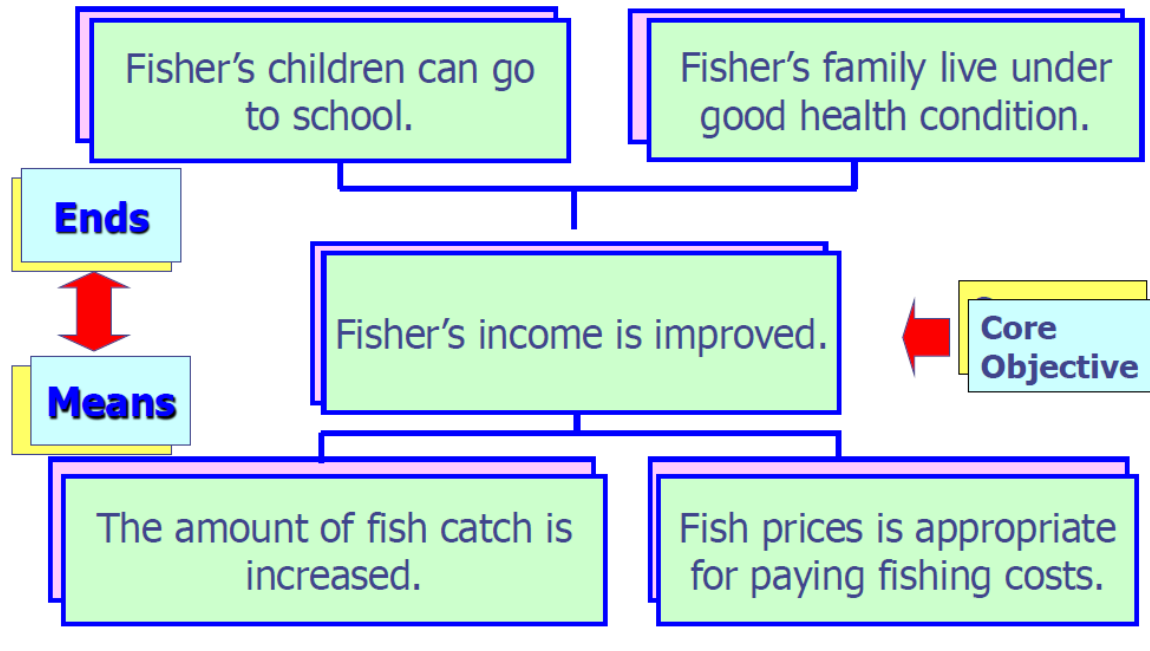 Fisher's children can go
to school.
Fisher's family live under
good health condition.
Ends
Fisher's income is improved.
Core
Objective
Means
The amount of fish catch is
increased.
Fish prices is appropriate
for paying fishing costs.